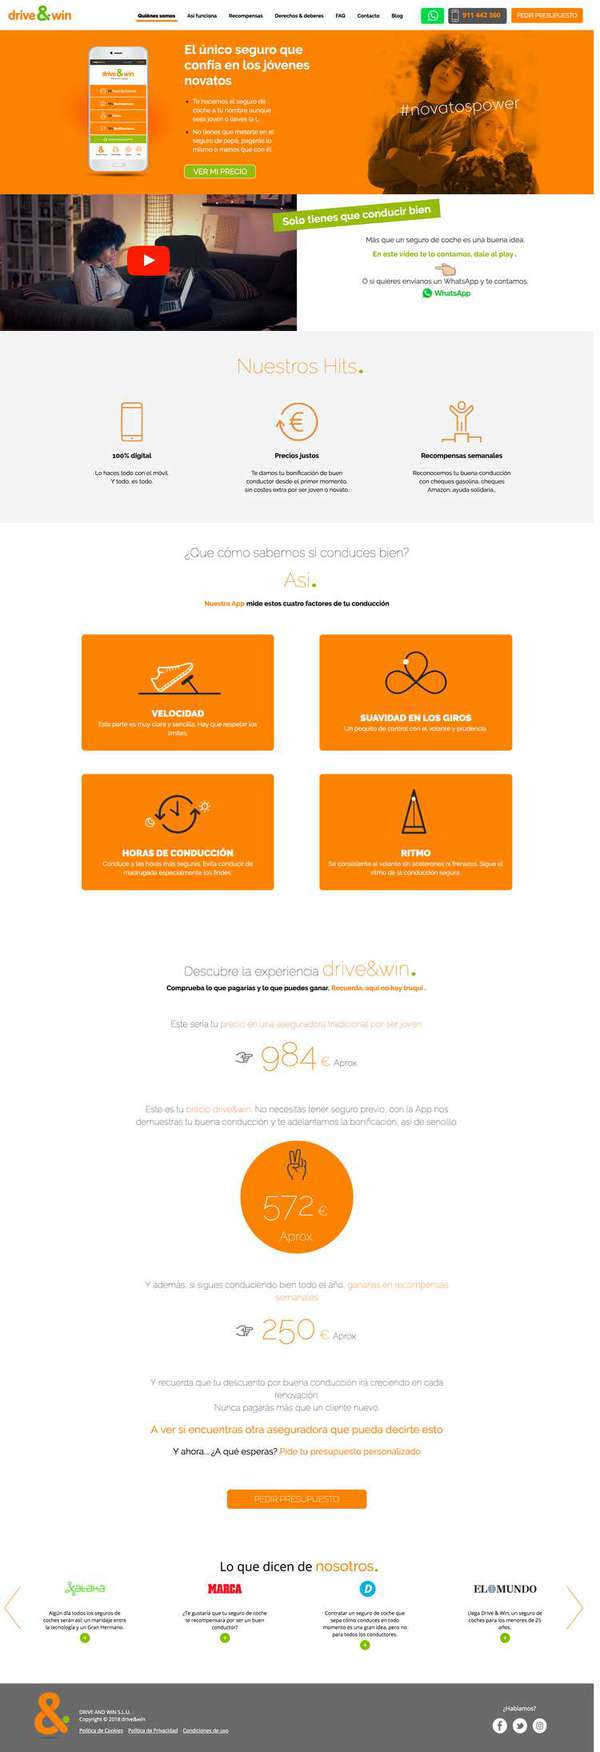 drive&win
Quiénes somos
Así funciona
Recompensas
Derechos & deberes
FAQ
Contacto
Blog
911 442 360
PEDIR PRESUPUESTO
drive&win
El único seguro que
confía en los jóvenes
novatos
Te hacemos el seguro de
coche a tu nombre aunque
seas joven o lleves la L.
No tienes que meterte en el
seguro de papá, pagarás lo
mismo o menos que con él.
VER MI PRECIO
#novatospower
Solo tienes que conducir bien
Más que un seguro de coche es una buena idea.
En este vídeo te lo contamos, dale al play.
O si quieres envíanos un WhatsApp y te contamos.
WhatsApp
Nuestros Hits.
100% digital
Lo haces todo con el móvil.
Y todo, es todo.
Precios justos
Te damos tu bonificación de buen
conductor desde el primer momento,
sin costes extra por ser joven o novato.
Recompensas semanales
Reconocemos tu buena conducción
con cheques gasolina, cheques
Amazon, ayuda solidaria...
¿Que cómo sabemos si conduces bien?
Así.
Nuestra App mide estos cuatro factores de tu conducción
VELOCIDAD
Esta parte es muy clara y sencilla. Hay que respetar los
límites.
SUAVIDAD EN LOS GIROS
Un poquito de control con el volante y prudencia.
HORAS DE CONDUCCIÓN
Conduce a las horas más seguras. Evita conducir de
madrugada especialmente los findes.
RITMO
Sé consistente al volante sin acelerones ni frenazos. Sigue el
ritmo de la conducción segura.
Descubre la experiencia drive&win.
Comprueba lo que pagarías y lo que puedes ganar. Recuerda, aquí no hay truqui.
Este sería tu precio en una aseguradora tradicional por ser joven
984 € Aprox
Este es tu precio drive&win. No necesitas tener seguro previo, con la App nos
demuestras tu buena conducción y te adelantamos la bonificación, así de sencillo.
572 €
Aprox.
Y además, si sigues conduciendo bien todo el año, ganarías en recompensas
semanales
250 € Aprox
Y recuerda que tu descuento por buena conducción irá creciendo en cada
renovación.
Nunca pagarás más que un cliente nuevo.
A ver si encuentras otra aseguradora que pueda decirte esto
Y ahora... ¿A qué esperas? Pide tu presupuesto personalizado
PEDIR PRESUPUESTO
Lo que dicen de nosotros.
xataka
Algún día todos los seguros de
coches serán así: un maridaje entre
la tecnología y un Gran Hermano.
+
MARCA
¿Te gustaría que tu seguro de coche
te recompensara por ser un buen
conductor?
+
D
Contratar un seguro de coche que
sepa cómo conduces en todo
momento es una gran idea, pero no
para todos los conductores.
+
EL MUNDO
Llega Drive & Win, un seguro de
coches para los menores de 25
años.
+
&.
DRIVE AND WIN S.L.U.
Copyright © 2018 drive&win
Política de Cookies
Política de Privacidad
Condiciones de uso
¿Hablamos?